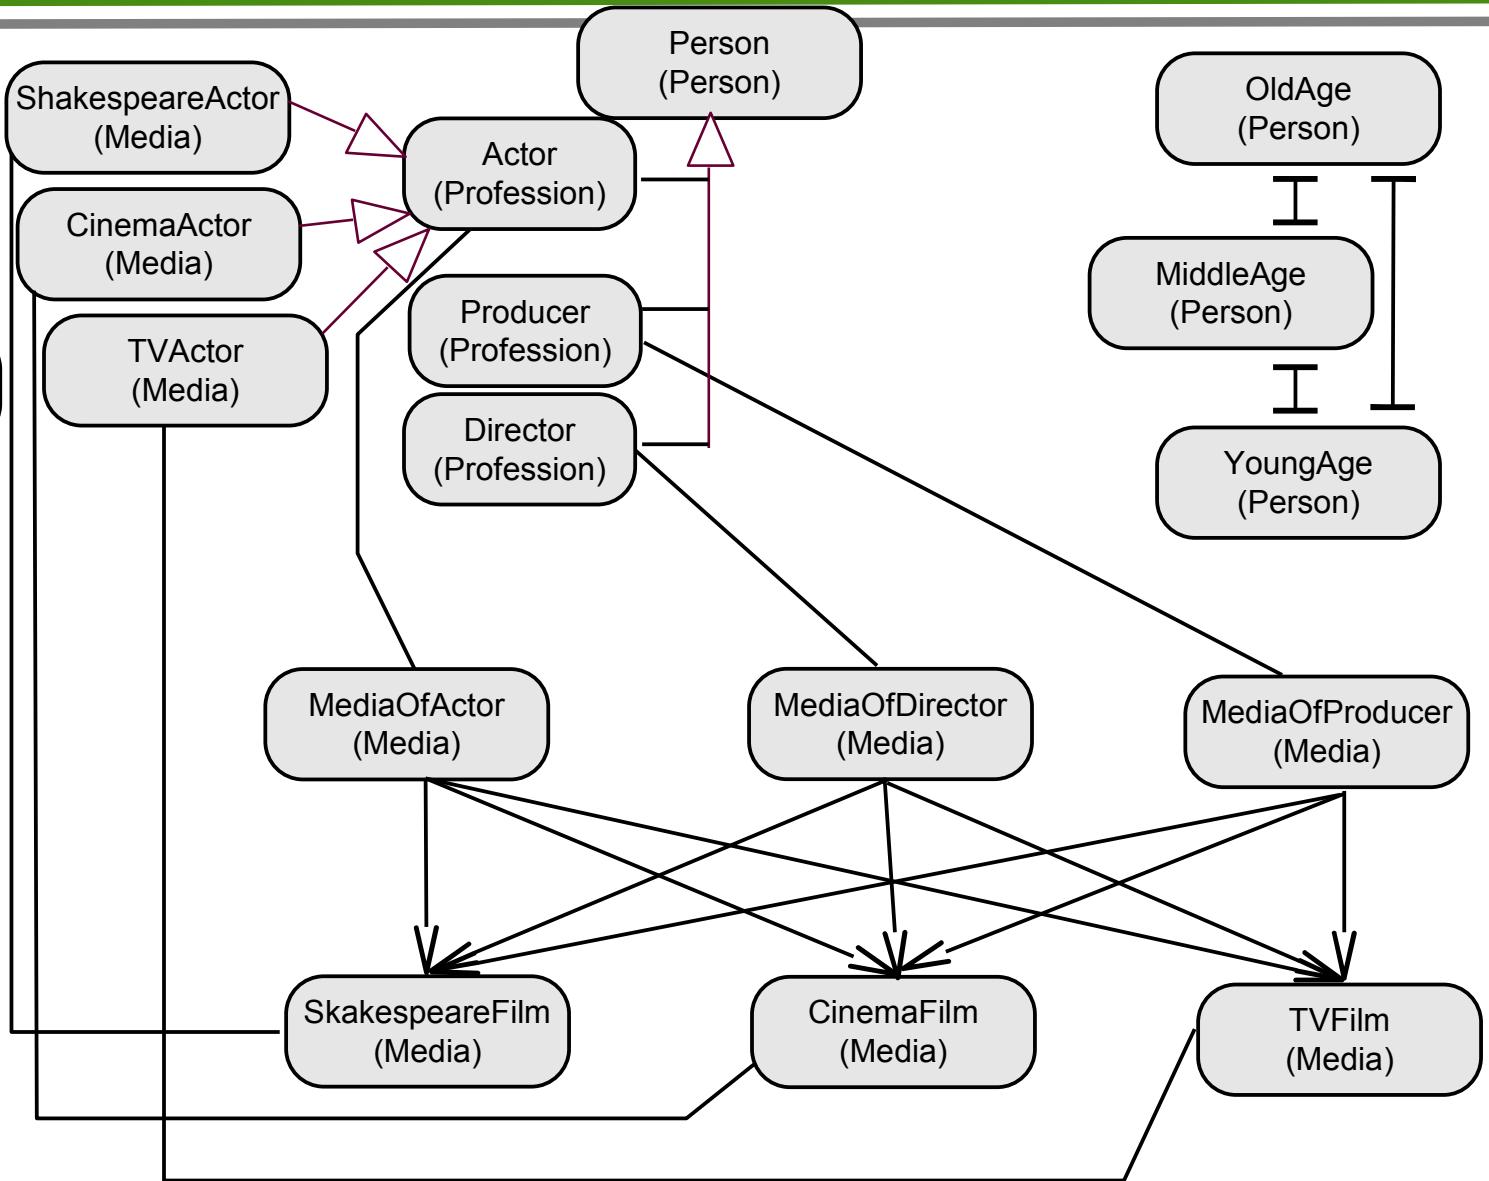 Person
(Person)
ShakespeareActor
(Media)
OldAge
(Person)
Actor
(Profession)
CinemaActor
(Media)
MiddleAge
(Person)
Producer
(Profession)
TVActor
(Media)
Director
(Profession)
YoungAge
(Person)
MediaOfActor
(Media)
MediaOfDirector
(Media)
MediaOfProducer
(Media)
SkakespeareFilm
(Media)
CinemaFilm
(Media)
TVFilm
(Media)